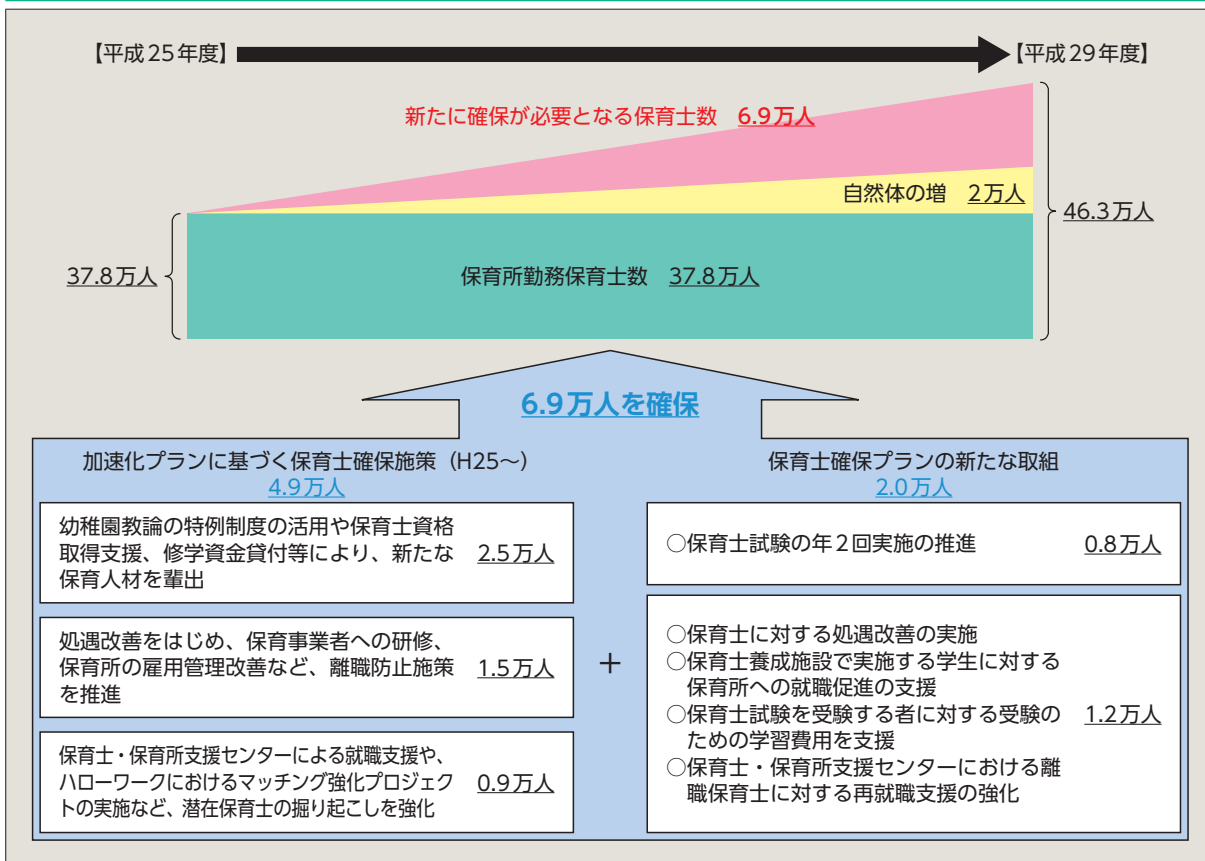 【平成25年度】
【平成29年度】
新たに確保が必要となる保育士数 6.9万人
自然体の増 2万人
46.3万人
37.8万人
保育所勤務保育士数 37.8万人
6.9万人を確保
加速化プランに基づく保育士確保施策（H25～）
4.9万人
幼稚園教論の特例制度の活用や保育士資格
取得支援、修学資金貸付等により、新たな
保育人材を輩出
2.5万人
処遇改善をはじめ、保育事業者への研修、
保育所の雇用管理改善など、離職防止施策
を推進
1.5万人
保育士・保育所支援センターによる就職支援や、
ハローワークにおけるマッチング強化プロジェク
トの実施など、潜在保育士の掘り起こしを強化
0.9万人
＋
保育士確保プランの新たな取組
2.0万人
○保育士試験の年２回実施の推進
0.8万人
○保育士に対する処遇改善の実施
○保育士養成施設で実施する学生に対する
保育所への就職促進の支援
○保育士試験を受験する者に対する受験の
ための学習費用を支援
○保育士・保育所支援センターにおける離
職保育士に対する再就職支援の強化
1.2万人